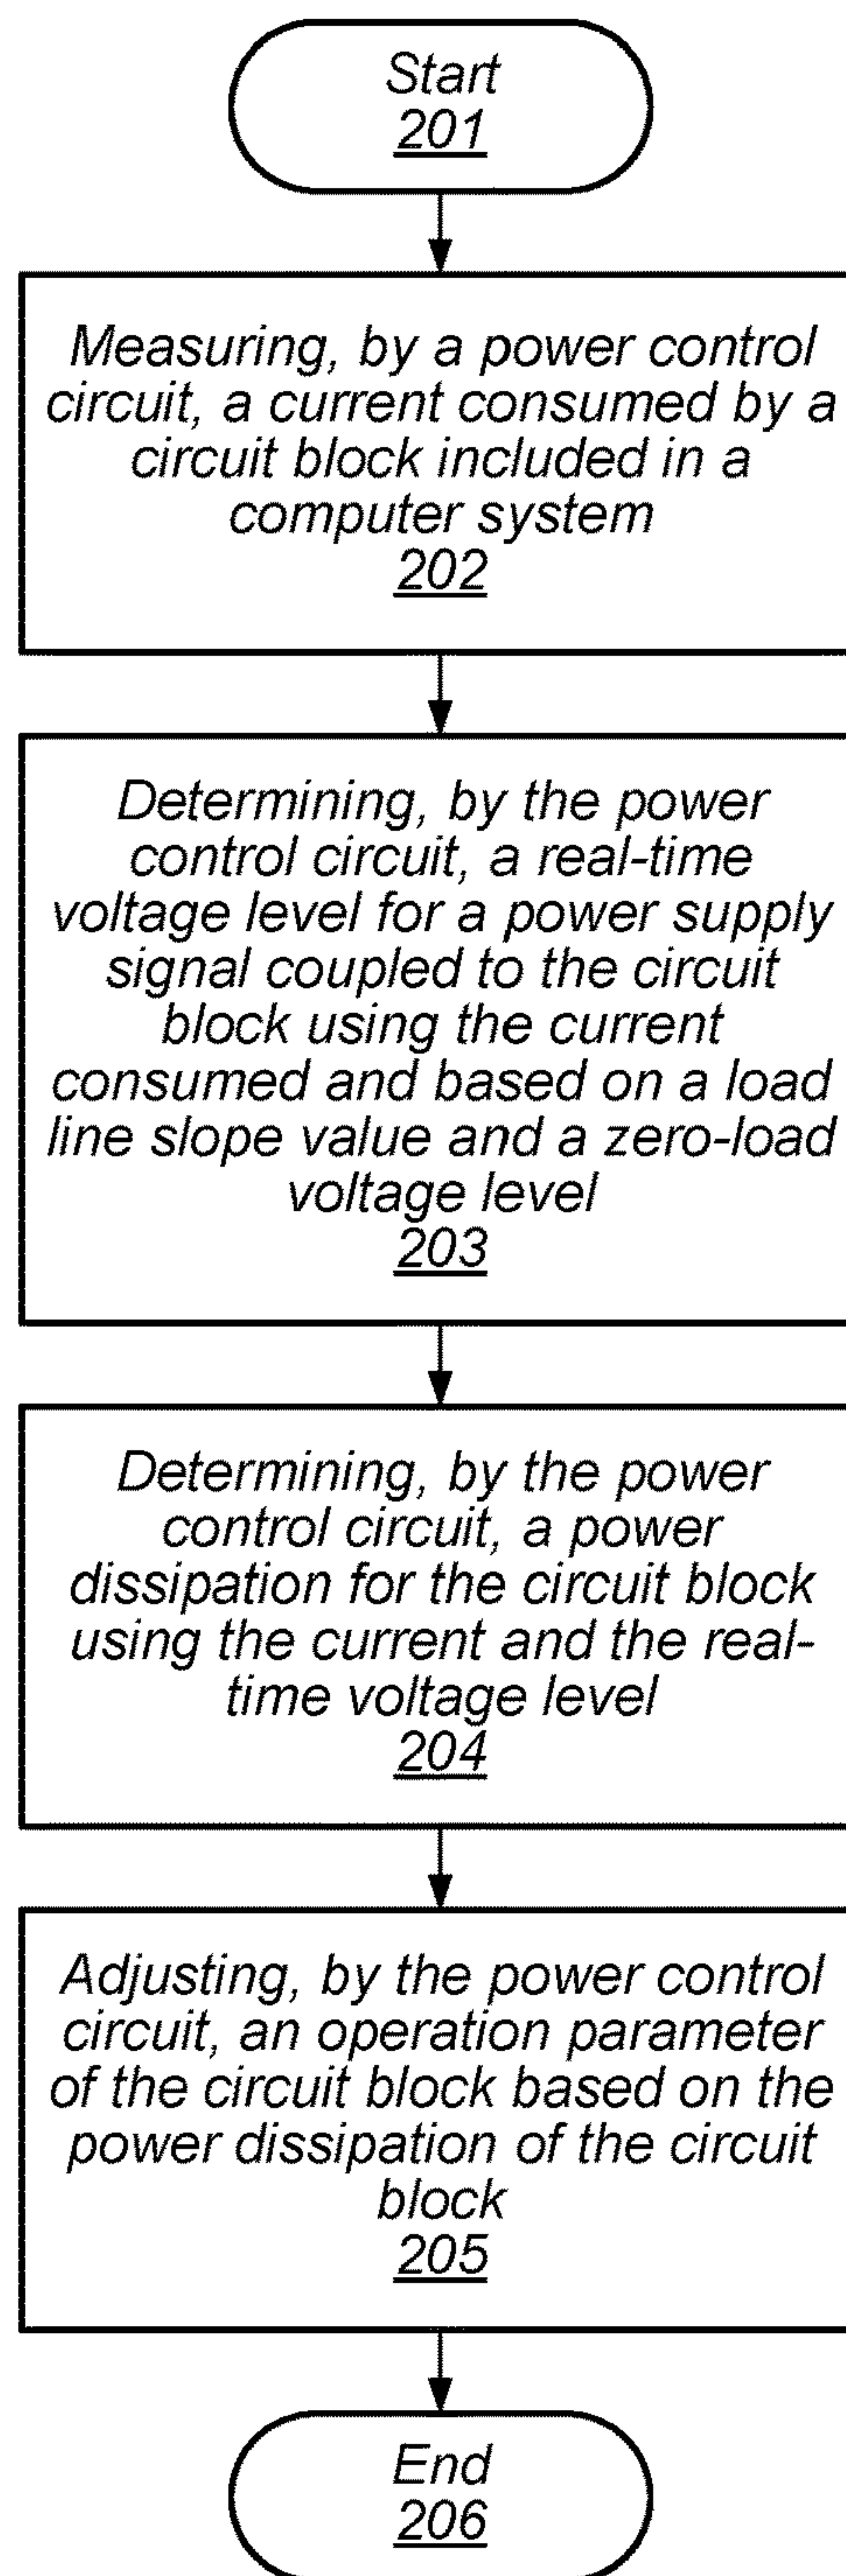 Start
201
Measuring, by a power control
circuit, a current consumed by a
circuit block included in a
computer system
202
Determining, by the power
control circuit, a real-time
voltage level for a power supply
signal coupled to the circuit
block using the current
consumed and based on a load
line slope value and a zero-load
voltage level
203
Determining, by the power
control circuit, a power
dissipation for the circuit block
using the current and the real-
time voltage level
204
Adjusting, by the power control
circuit, an operation parameter
of the circuit block based on the
power dissipation of the circuit
block
205
End
206